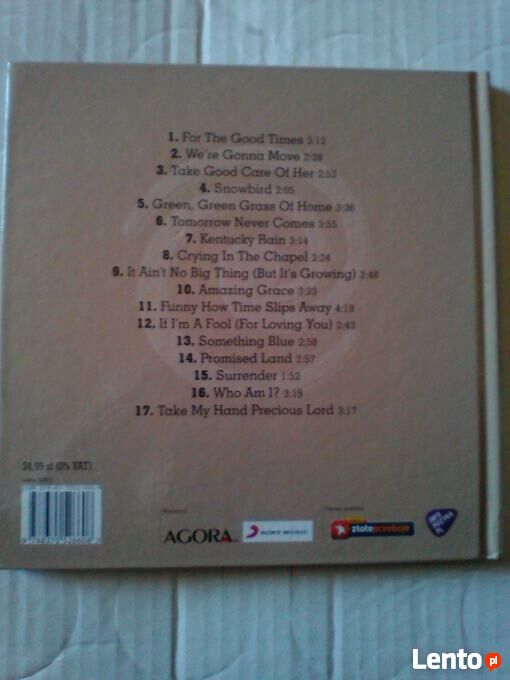 1. For The Good Times 3:12
2. We're Gonna Move 2:28
3. Take Good Care Of Her 2:52
4. Snowbird 2:05
5. Green, Green Grass Of Home 3:36
6. Tomorrow Never Comes 3:55
7. Kentucky Rain 3:14
8. Crying In The Chapel 2:24
9. It Ain't No Big Thing (But It's Growing) 2:48
10. Amazing Grace 3:33
11. Funny How Time Slips Away 4:19
12. If I'm A Fool (For Loving You) 2:43
13. Something Blue 2:58
14. Promised Land 2:57
15. Surrender 1:52
16. Who Am I? 3:19
17. Take My Hand Precious Lord 3:17
24,99 zł (0% VAT)
AGORA SONY MUSIC złoteprzeboje
Lento.pl